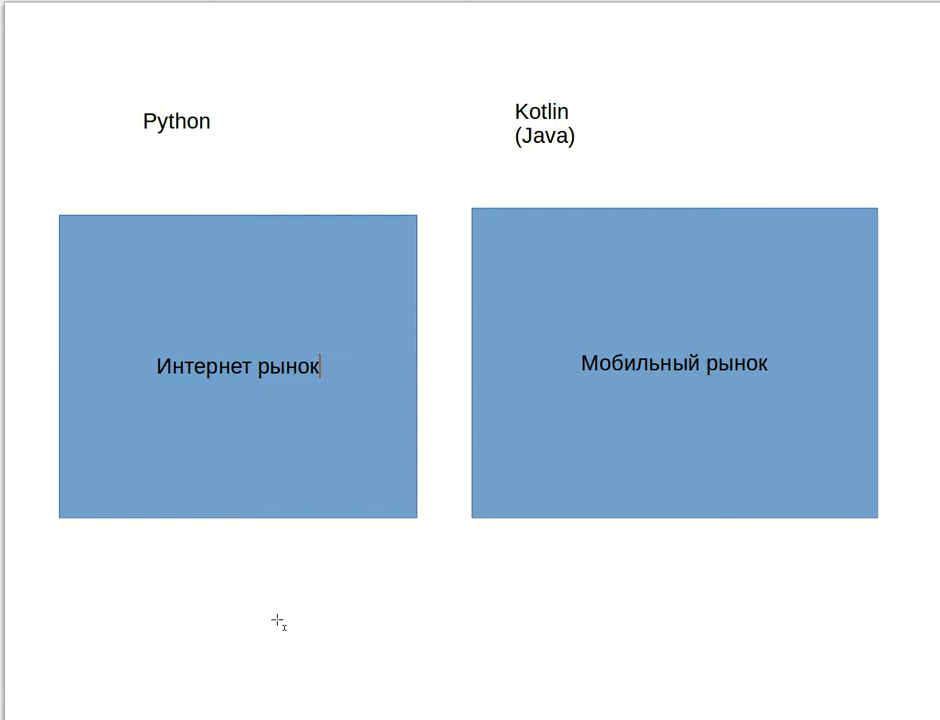 Python
Kotlin
(Java)
Интернет рынок
Мобильный рынок